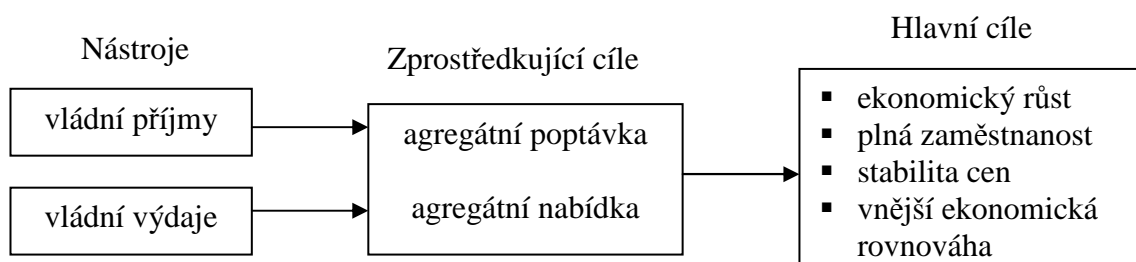 Nástroje
Zprostředkující cíle
Hlavní cíle
vládní příjmy
vládní výdaje
agregátní poptávka
agregátní nabídka
▪ ekonomický růst
▪ plná zaměstnanost
▪ stabilita cen
▪ vnější ekonomická
rovnováha